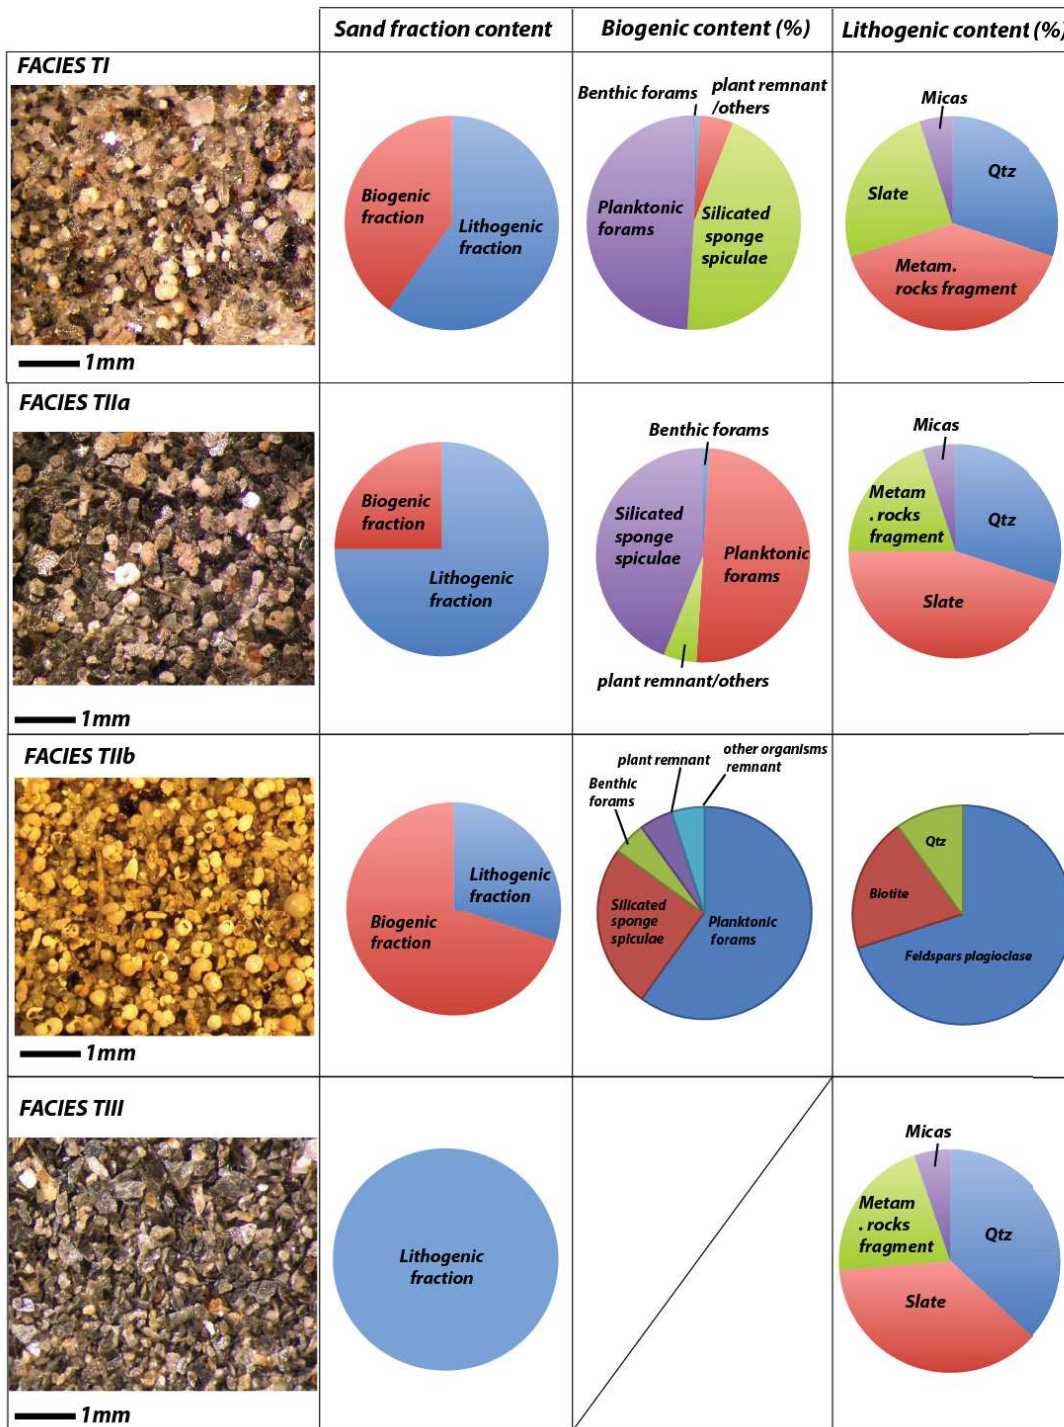 Sand fraction content
Biogenic content (%)
Lithogenic content (%)
FACIES TI
1mm
Biogenic
fraction
Lithogenic
fraction
Benthic forams
plant remnant
/others
Planktonic
forams
Silicated
sponge
spiculae
Micas
Qtz
Slate
Metam.
rocks fragment
FACIES TIIa
1mm
Biogenic
fraction
Lithogenic
fraction
Benthic forams
Silicated
sponge
spiculae
Planktonic
forams
plant remnant/others
Micas
Metam
. rocks
fragment
Qtz
Slate
FACIES TIIb
1mm
Lithogenic
fraction
Biogenic
fraction
other organisms
remnant
plant remnant
Benthic
forams
Silicated
sponge
spiculae
Planktonic
forams
Qtz
Biotite
Feldspars plagioclase
FACIES TIII
1mm
Lithogenic
fraction
Micas
Metam
. rocks
fragment
Qtz
Slate